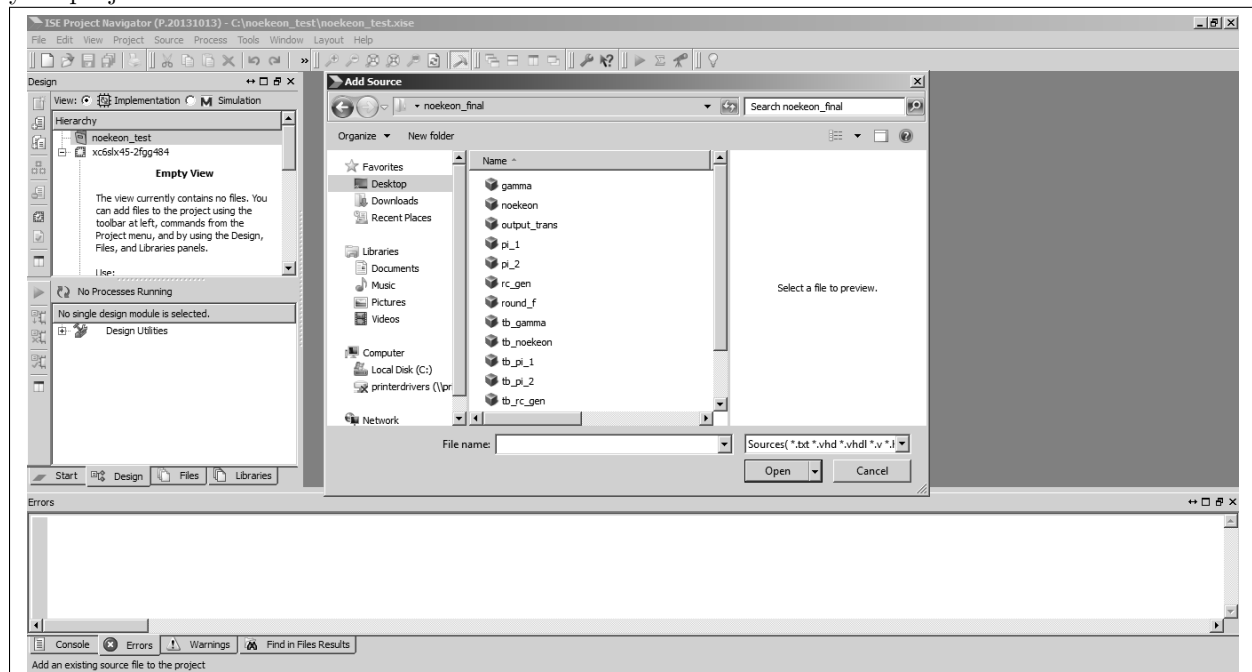 ISE Project Navigator (P.20131013) - C:\noekeon_test\noekeon_test.xise
File Edit View Project Source Process Tools Window Layout Help
Design
View: Implementation Simulation
Hierarchy
noekeon_test
xc6slx45-2fgg484
Empty View
The view currently contains no files. You
can add files to the project using the
toolbar at left, commands from the
Project menu, and by using the Design,
Files, and Libraries panels.
Use:
No Processes Running
No single design module is selected.
Design Utilities
Start Design Files Libraries
Add Source
noekeon_final
Search noekeon_final
Organize New folder
Favorites
Desktop
Downloads
Recent Places
Libraries
Documents
Music
Pictures
Videos
Computer
Local Disk (C:)
printerdrivers (\\pr
Network
Name
gamma
noekeon
output_trans
pi_1
pi_2
rc_gen
round_f
tb_gamma
tb_noekeon
tb_pi_1
tb_pi_2
tb_rc_gen
Select a file to preview.
File name:
Sources( *.txt *.vhd *.vhdl *.v *.
Open Cancel
Errors
Console Errors Warnings Find in Files Results
Add an existing source file to the project